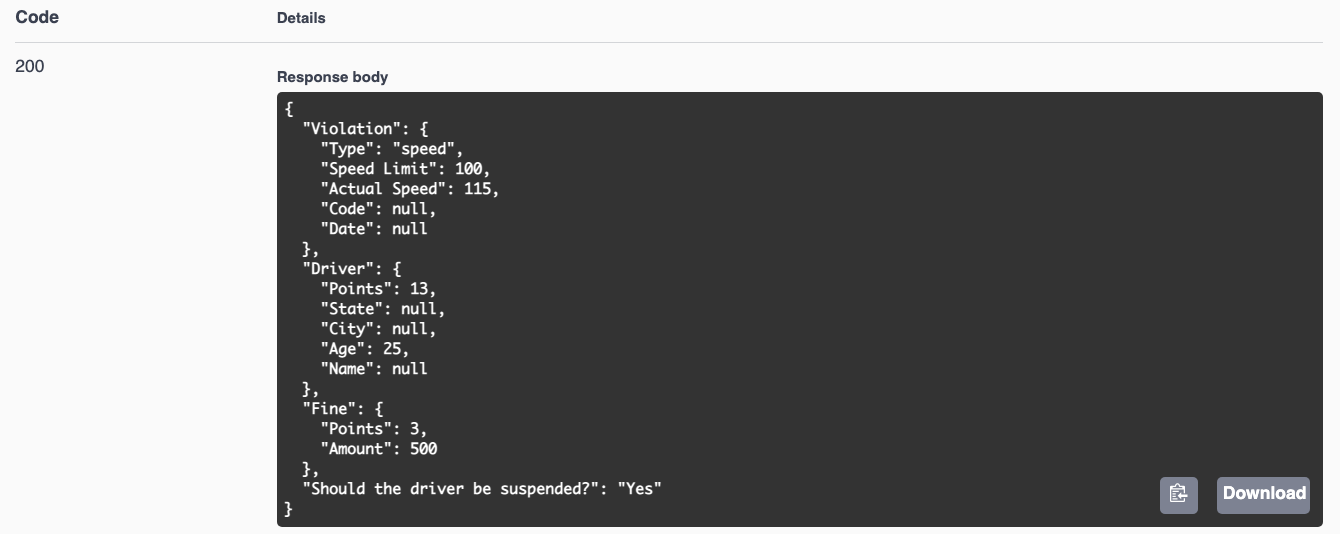 Code Details
200
Response body
{
  "Violation": {
    "Type": "speed",
    "Speed Limit": 100,
    "Actual Speed": 115,
    "Code": null,
    "Date": null
  },
  "Driver": {
    "Points": 13,
    "State": null,
    "City": null,
    "Age": 25,
    "Name": null
  },
  "Fine": {
    "Points": 3,
    "Amount": 500
  },
  "Should the driver be suspended?": "Yes"
}
Download